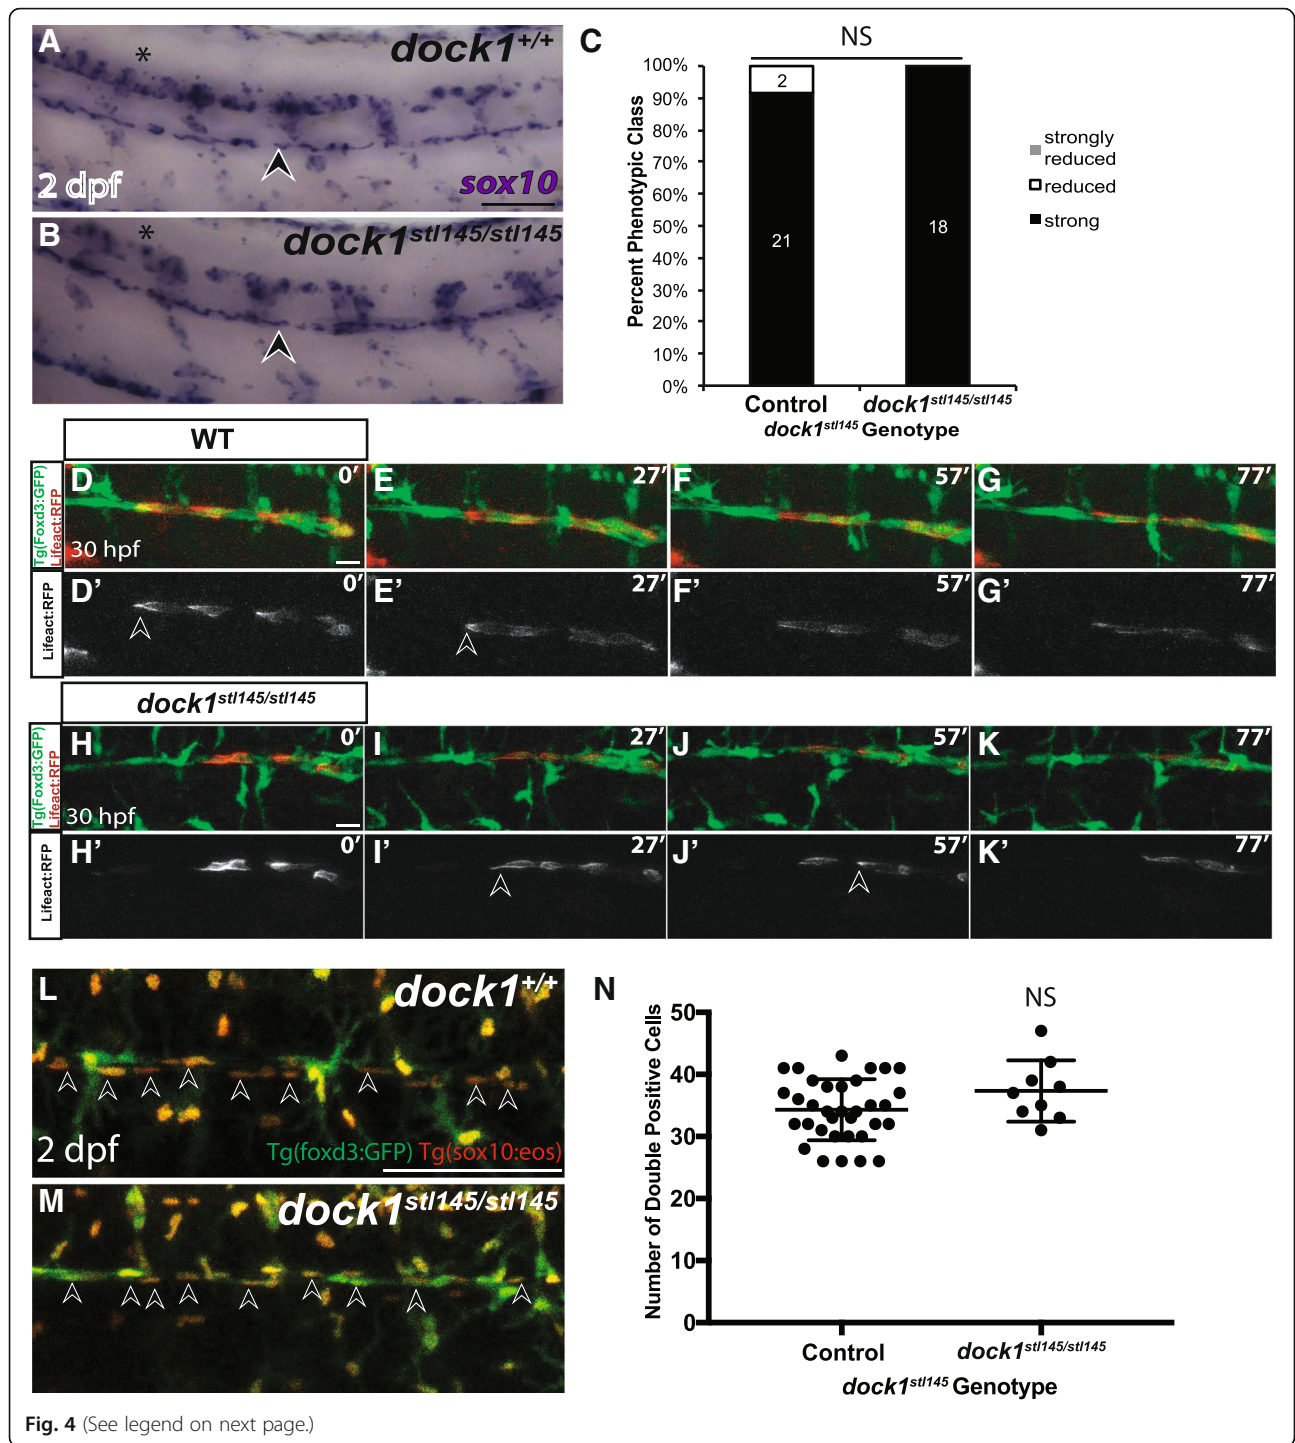 A
*
dock1+/+
2 dpf
sox10
B
*
dock1stl145/stl145
C
NS
Percent Phenotypic Class
100%
90%
80%
70%
60%
50%
40%
30%
20%
10%
0%
2
21
18
strongly
reduced
reduced
strong
Control
dock1stl145/stl145
dock1stl145 Genotype
WT
Tg(Foxd3:GFP)
Lifeact:RFP
D
0′
30 hpf
E
27′
F
57′
G
77′
Lifeact:RFP
D’
0′
E’
27′
F’
57′
G’
77′
dock1stl145/stl145
Tg(Foxd3:GFP)
Lifeact:RFP
H
0′
30 hpf
I
27′
J
57′
K
77′
Lifeact:RFP
H’
0′
I’
27′
J’
57′
K’
77′
L
dock1+/+
2 dpf
Tg(foxd3:GFP) Tg(sox10:eos)
M
dock1stl145/stl145
N
NS
Number of Double Positive Cells
50
40
30
20
10
0
Control
dock1stl145/stl145
dock1stl145 Genotype
Fig. 4 (See legend on next page.)